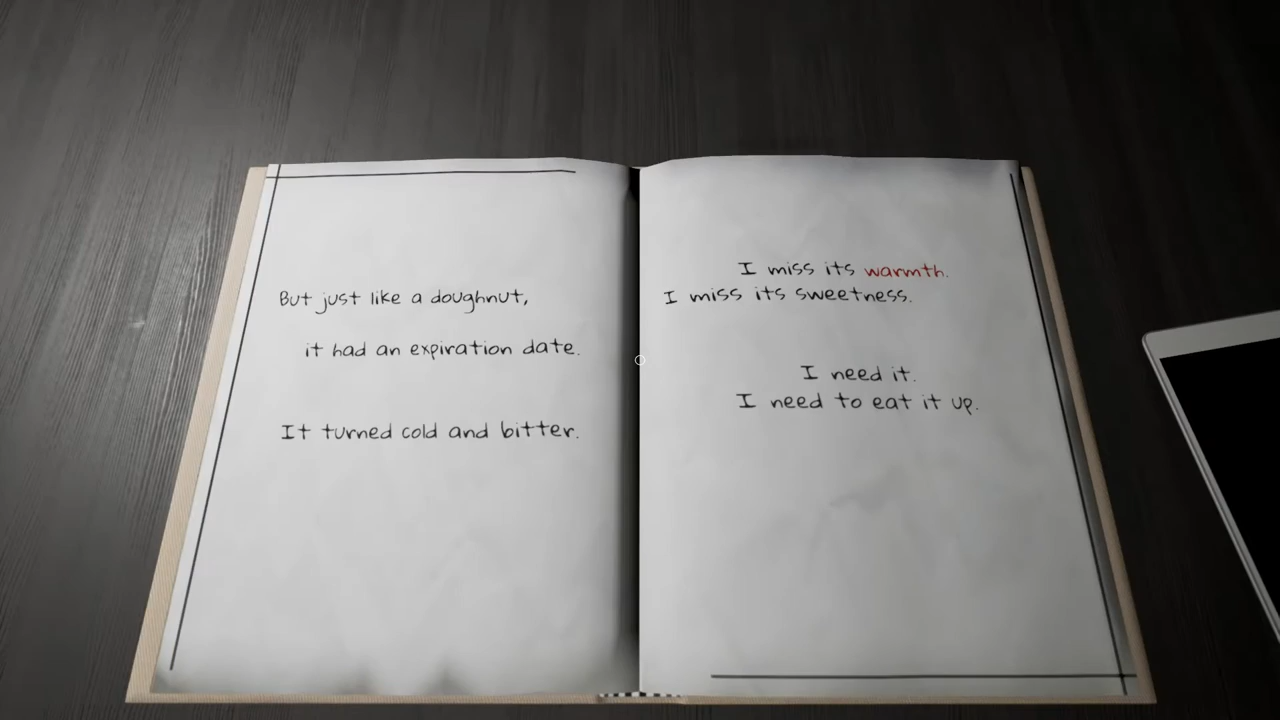 But just like a doughnut,
it had an expiration date.
It turned cold and bitter.
I miss its warmth.
I miss its sweetness.
I need it.
I need to eat it up.